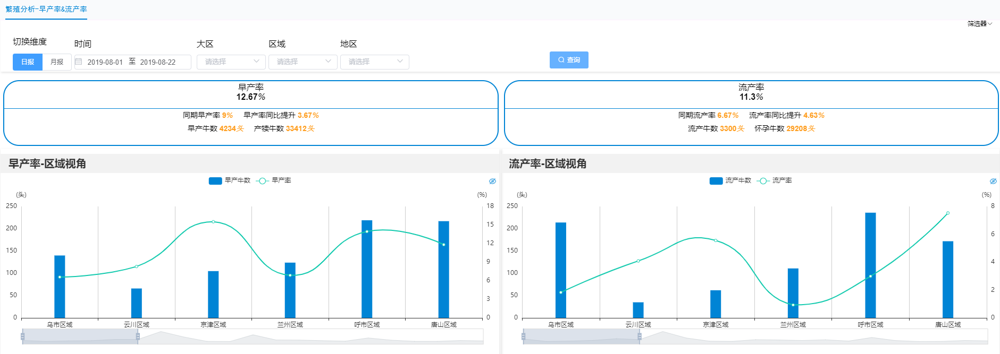 繁殖分析-早产率&流产率
筛选器
切换维度 时间 大区 区域 地区
日报 月报 2019-08-01 至 2019-08-22 请选择 请选择 请选择 查询
早产率
12.67%
同期早产率 9% 早产率同比提升 3.67%
早产牛数 4234头 产犊牛数 33412头
流产率
11.3%
同期流产率 6.67% 流产率同比提升 4.63%
流产牛数 3300头 怀孕牛数 29208头
早产率-区域视角
早产牛数 早产率
(头) (%)
250 18
200 15
150 12
100 9
50 6
0 3
0
乌市区域 云川区域 京津区域 兰州区域 呼市区域 唐山区域
流产率-区域视角
流产牛数 流产率
(头) (%)
250 8
200 6
150 4
100 2
50 0
0
乌市区域 云川区域 京津区域 兰州区域 呼市区域 唐山区域